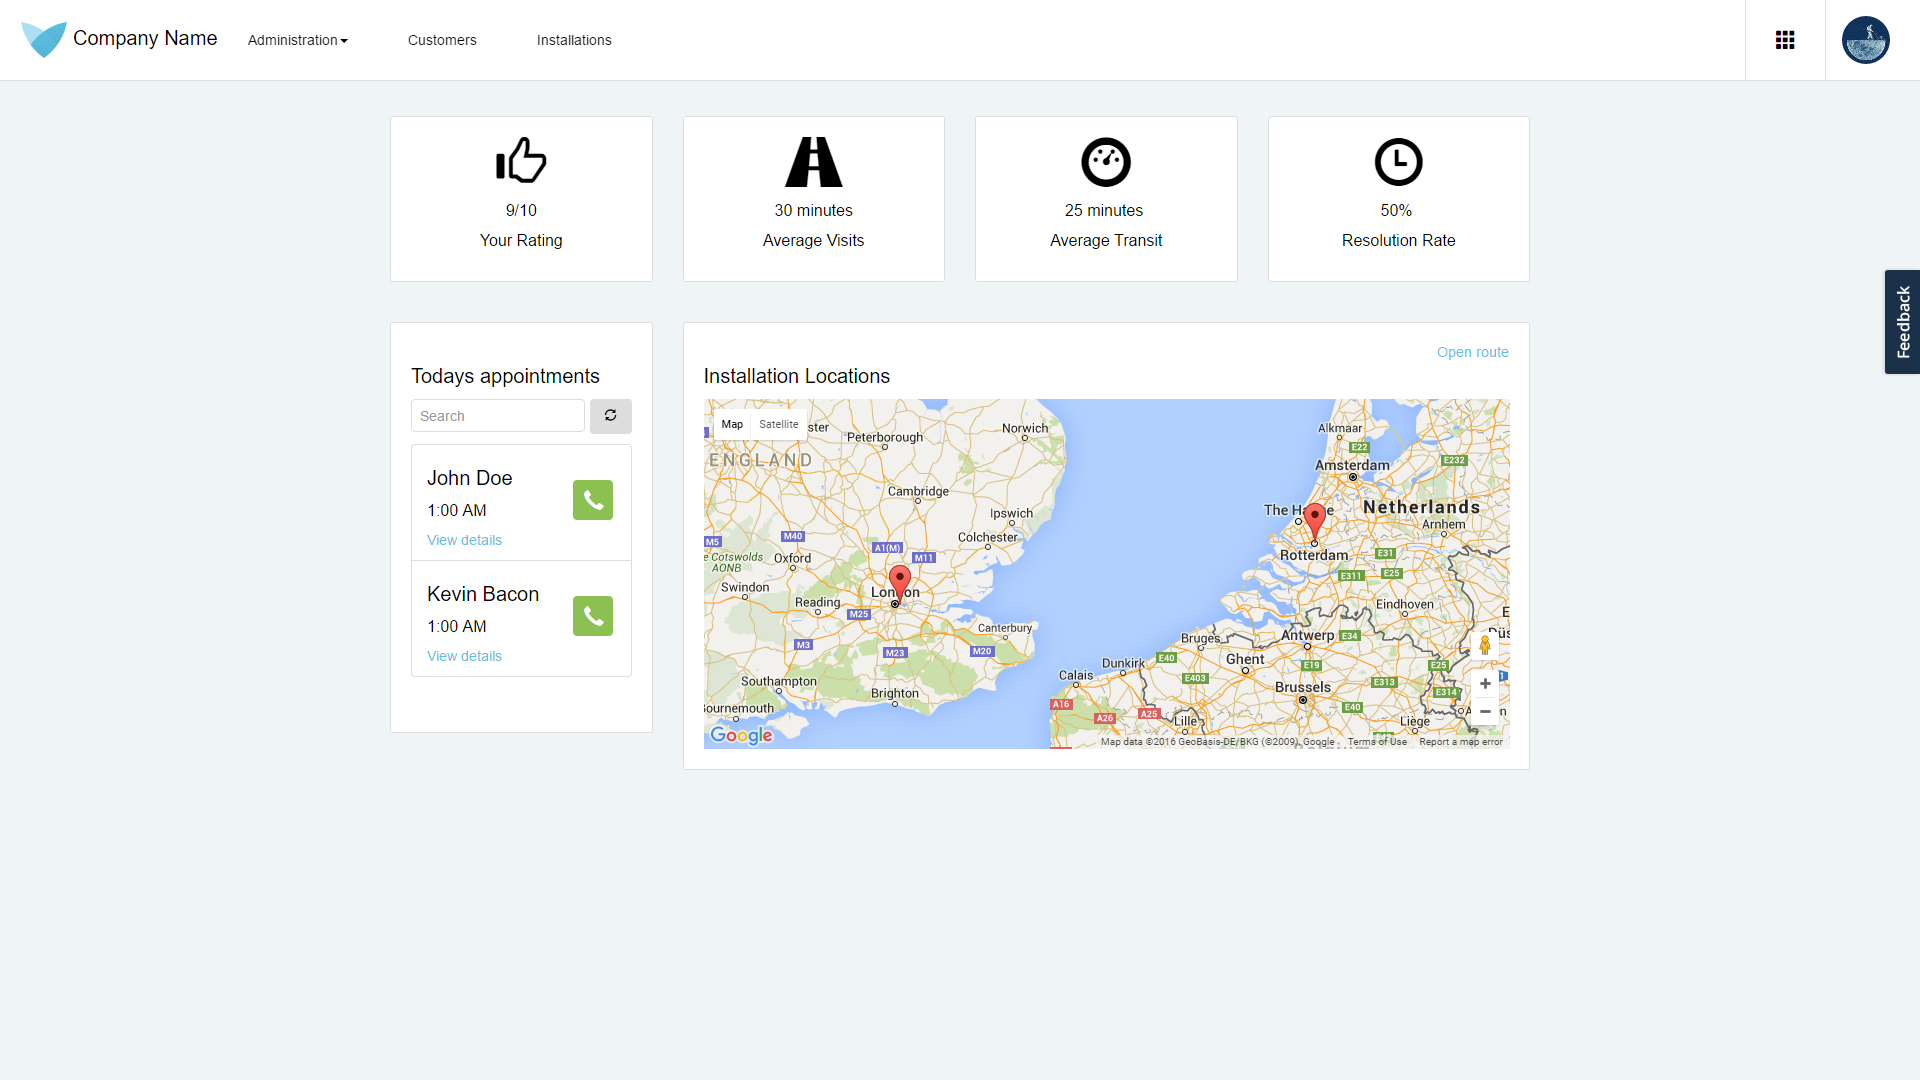 Company Name
Administration
Customers
Installations
9/10
Your Rating
30 minutes
Average Visits
25 minutes
Average Transit
50%
Resolution Rate
Feedback
Todays appointments
Search
John Doe
1:00 AM
View details
Kevin Bacon
1:00 AM
View details
Open route
Installation Locations
Map Satellite
Norwich
Peterborough
ENGLAND
Cambridge
Ipswich
Colchester
M40
A1(M)
M11
M5
Oxford
e Cotswolds
AONB
Swindon
London
Reading
M25
Canterbury
M3
M23
M20
Southampton
Brighton
ournemouth
Alkmaar
E22
Amsterdam
E232
Netherlands
Arnhem
Rotterdam
E31
E311
E25
Eindhoven
Bruges
Antwerp
E34
Dunkirk
E40
Ghent
E19
E25
Calais
E403
Brussels
E313
E314
A16
A26
A25
Lille
E40
Liège
Google
Map data ©2016 GeoBasis-DE/BKG (©2009), Google
Terms of Use
Report a map error